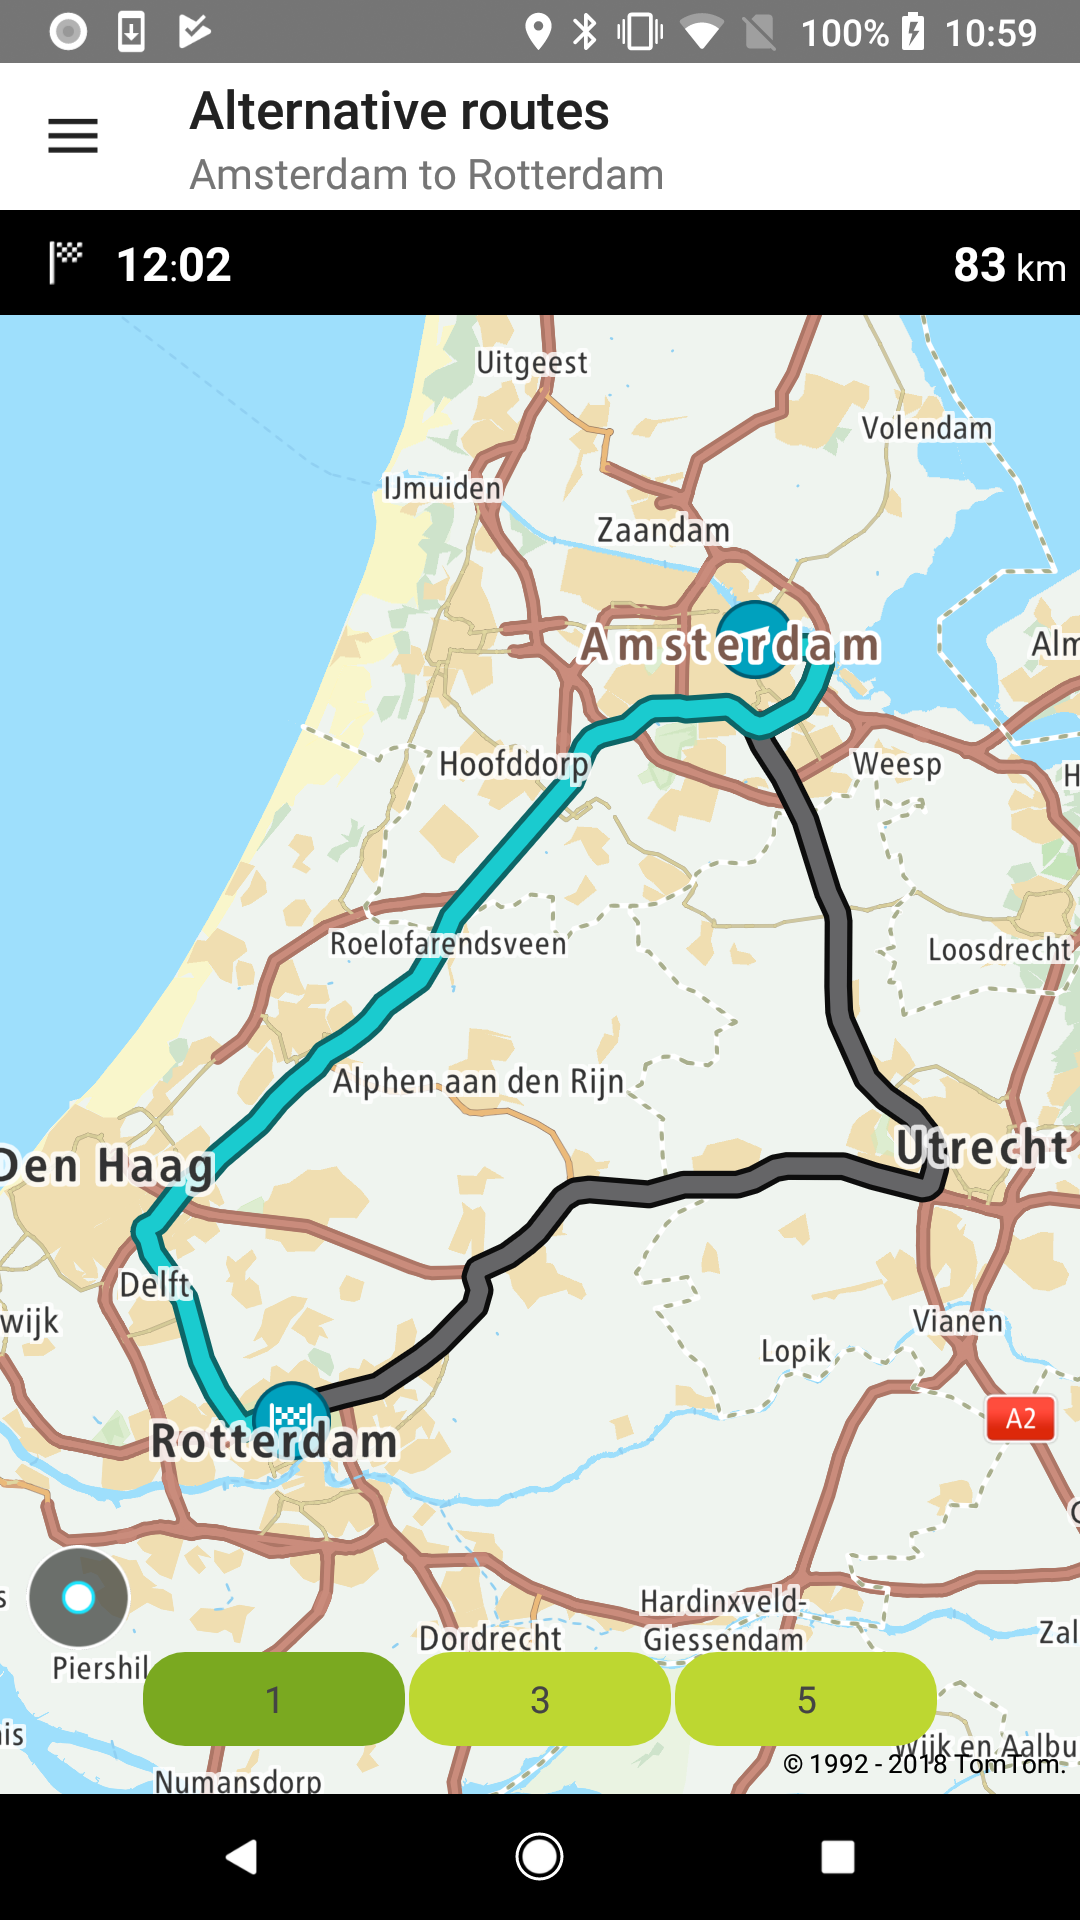 100% 10:59
Alternative routes
Amsterdam to Rotterdam
12:02 83 km
Uitgeest
Volendam
IJmuiden
Zaandam
Amsterdam
Alm
Hoofddorp
Weesp
H
Roelofarendsveen
Loosdrecht
Alphen aan den Rijn
Utrecht
Den Haag
Delft
wijk
Vianen
Lopik
A2
Rotterdam
s
Hardinxveld-
Giessendam
Dordrecht
Zal
Piershil
1 3 5
is
Wijk en Aalbu
© 1992 - 2018 TomTom.
Numansdorp